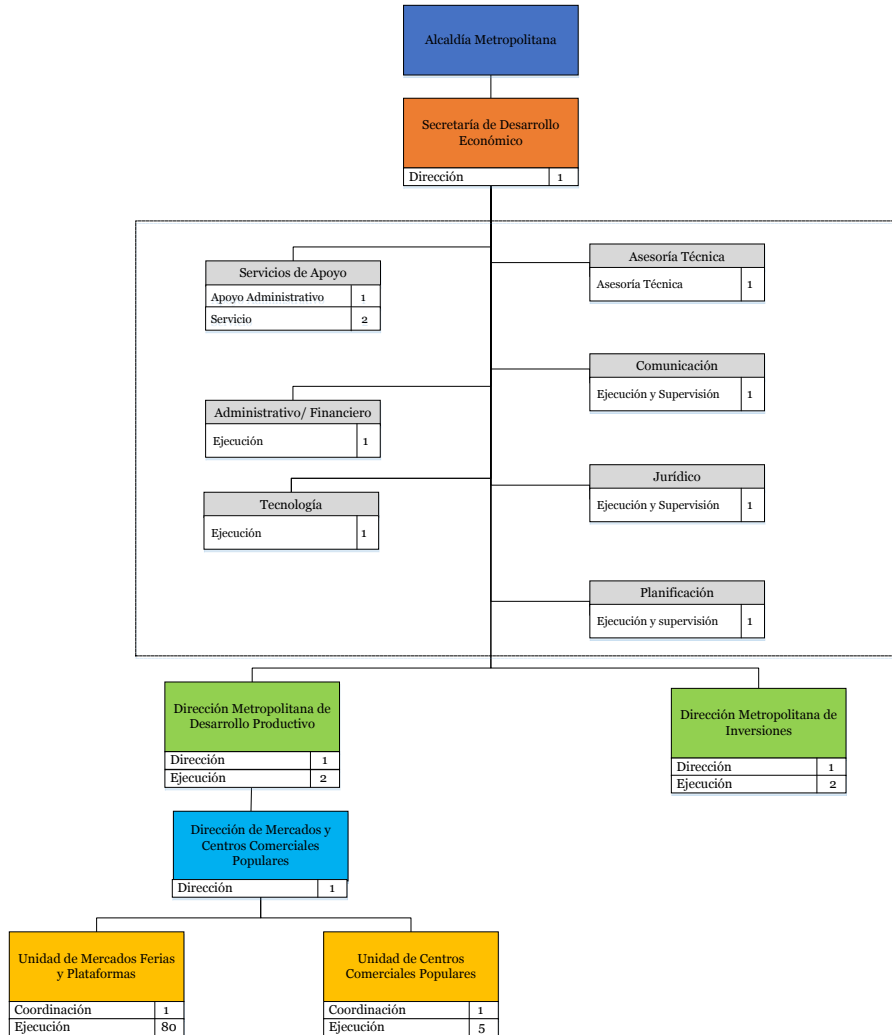 Alcaldía Metropolitana
Secretaría de Desarrollo
Económico
Dirección 1
Servicios de Apoyo
Apoyo Administrativo 1
Servicio 2
Asesoría Técnica
Asesoría Técnica 1
Comunicación
Ejecución y Supervisión 1
Administrativo/ Financiero
Ejecución 1
Jurídico
Ejecución y Supervisión 1
Tecnología
Ejecución 1
Planificación
Ejecución y supervisión 1
Dirección Metropolitana de
Desarrollo Productivo
Dirección 1
Ejecución 2
Dirección Metropolitana de
Inversiones
Dirección 1
Ejecución 2
Dirección de Mercados y
Centros Comerciales
Populares
Dirección 1
Unidad de Mercados Ferias
y Plataformas
Coordinación 1
Ejecución 80
Unidad de Centros
Comerciales Populares
Coordinación 1
Ejecución 5